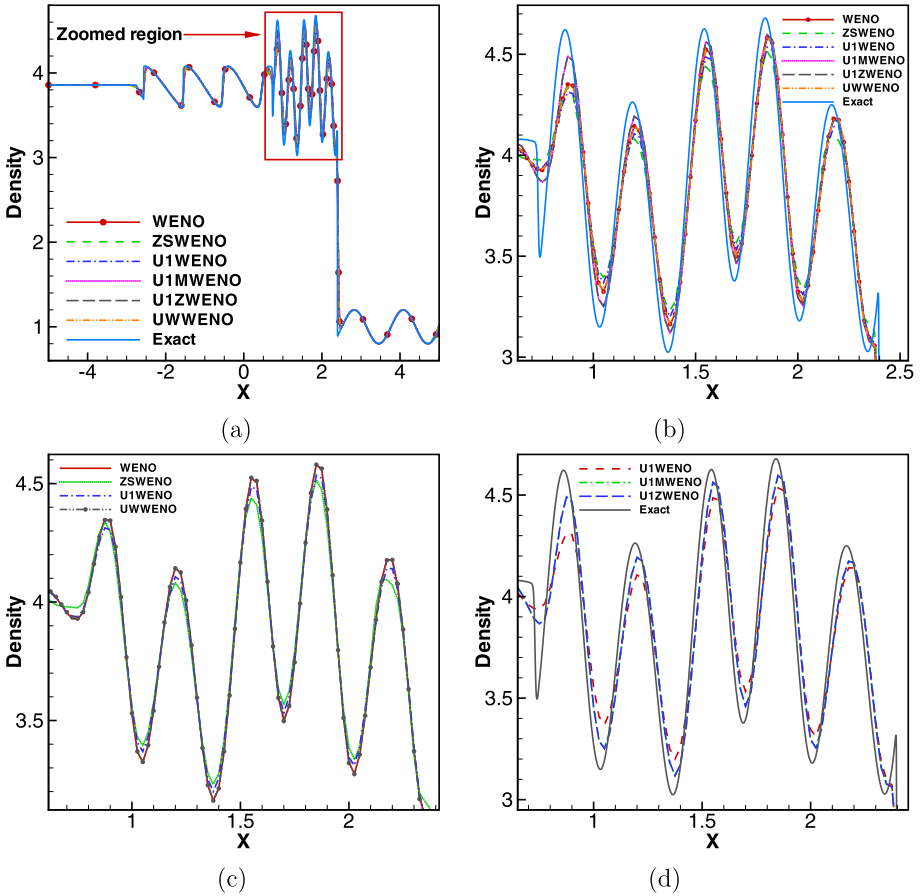 Zoomed region
Density
4
3
2
1
WENO
ZSWENO
U1WENO
U1MWENO
U1ZWENO
UWWENO
Exact
-4
-2
0
2
4
X
(a)
Density
4.5
4
3.5
3
WENO
ZSWENO
U1WENO
U1MWENO
U1ZWENO
UWWENO
Exact
1
1.5
2
2.5
X
(b)
Density
4.5
4
3.5
WENO
ZSWENO
U1WENO
UWWENO
1
1.5
2
X
(c)
Density
4.5
4
3.5
3
U1WENO
U1MWENO
U1ZWENO
Exact
1
1.5
2
X
(d)